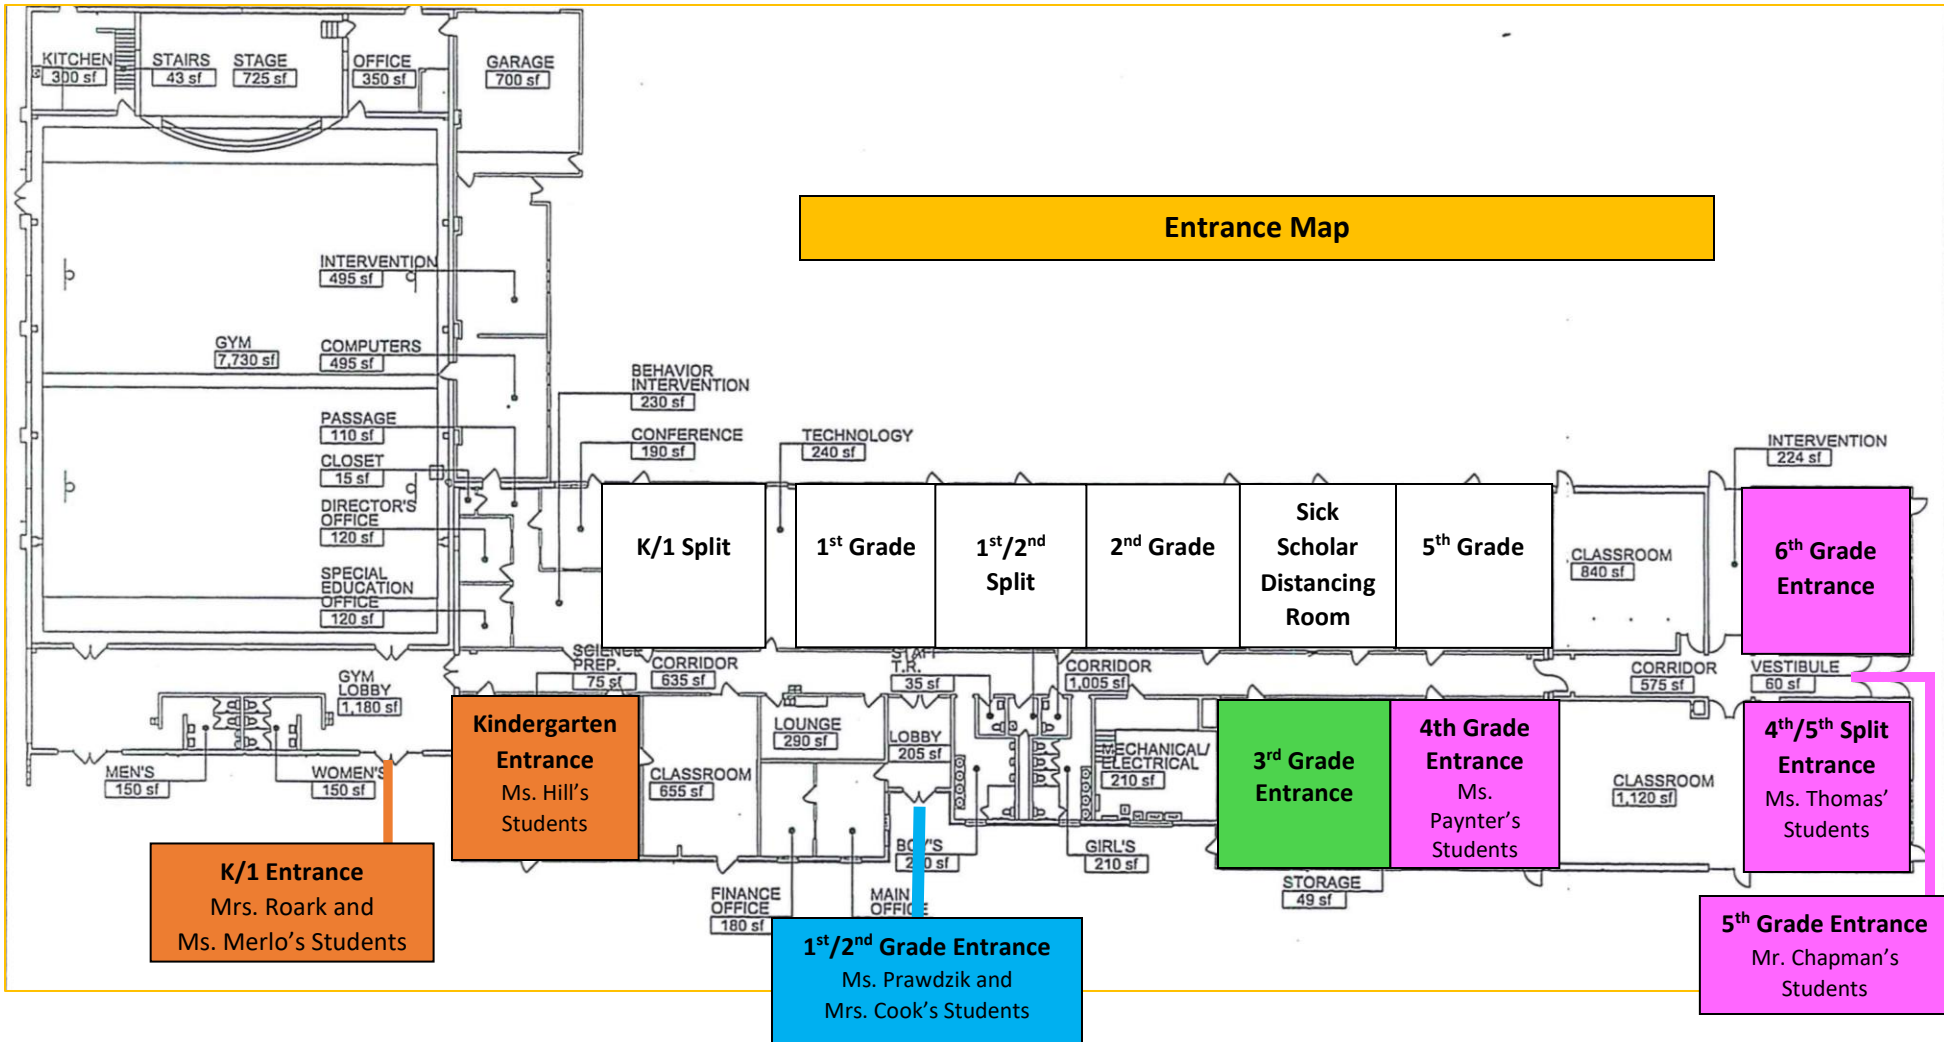 KITCHEN
300 sf
STAIRS
43 sf
STAGE
725 sf
OFFICE
350 sf
GARAGE
700 sf
Entrance Map
INTERVENTION
495 sf
GYM
7,730 sf
COMPUTERS
495 sf
BEHAVIOR
INTERVENTION
230 sf
PASSAGE
110 sf
CONFERENCE
190 sf
TECHNOLOGY
240 sf
INTERVENTION
224 sf
CLOSET
15 sf
DIRECTOR'S
OFFICE
120 sf
SPECIAL
EDUCATION
OFFICE
120 sf
K/1 Split
1st Grade
1st/2nd
Split
2nd Grade
Sick
Scholar
Distancing
Room
5th Grade
CLASSROOM
840 sf
6th Grade
Entrance
GYM
LOBBY
1,180 sf
SCIENCE
PREP.
75 sf
CORRIDOR
635 sf
STAFF
T.R.
35 sf
CORRIDOR
1,005 sf
CORRIDOR
575 sf
VESTIBULE
60 sf
MEN'S
150 sf
WOMEN'S
150 sf
Kindergarten
Entrance
Ms. Hill's
Students
CLASSROOM
655 sf
LOUNGE
290 sf
LOBBY
205 sf
MECHANICAL/
ELECTRICAL
210 sf
3rd Grade
Entrance
4th Grade
Entrance
Ms.
Paynter's
Students
CLASSROOM
1,120 sf
4th/5th Split
Entrance
Ms. Thomas'
Students
BOY'S
GIRL'S
210 sf
STORAGE
49 sf
FINANCE
OFFICE
180 sf
MAIN
OFFICE
K/1 Entrance
Mrs. Roark and
Ms. Merlo's Students
1st/2nd Grade Entrance
Ms. Prawdzik and
Mrs. Cook's Students
5th Grade Entrance
Mr. Chapman's
Students